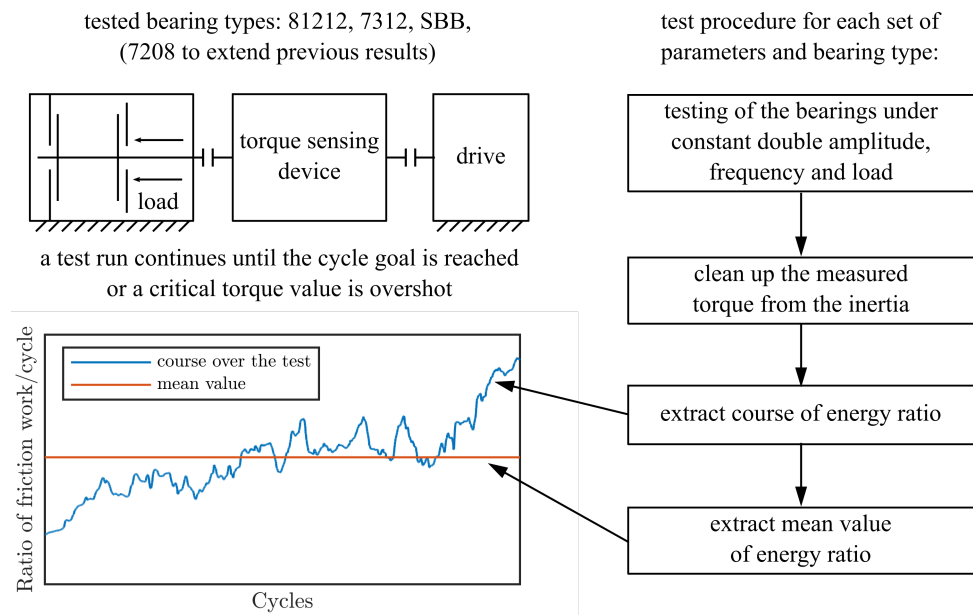 tested bearing types: 81212, 7312, SBB,
(7208 to extend previous results)
load
torque sensing
device
drive
a test run continues until the cycle goal is reached
or a critical torque value is overshot
Ratio of friction work/cycle
course over the test
mean value
Cycles
test procedure for each set of
parameters and bearing type:
testing of the bearings under
constant double amplitude,
frequency and load
clean up the measured
torque from the inertia
extract course of energy ratio
extract mean value
of energy ratio